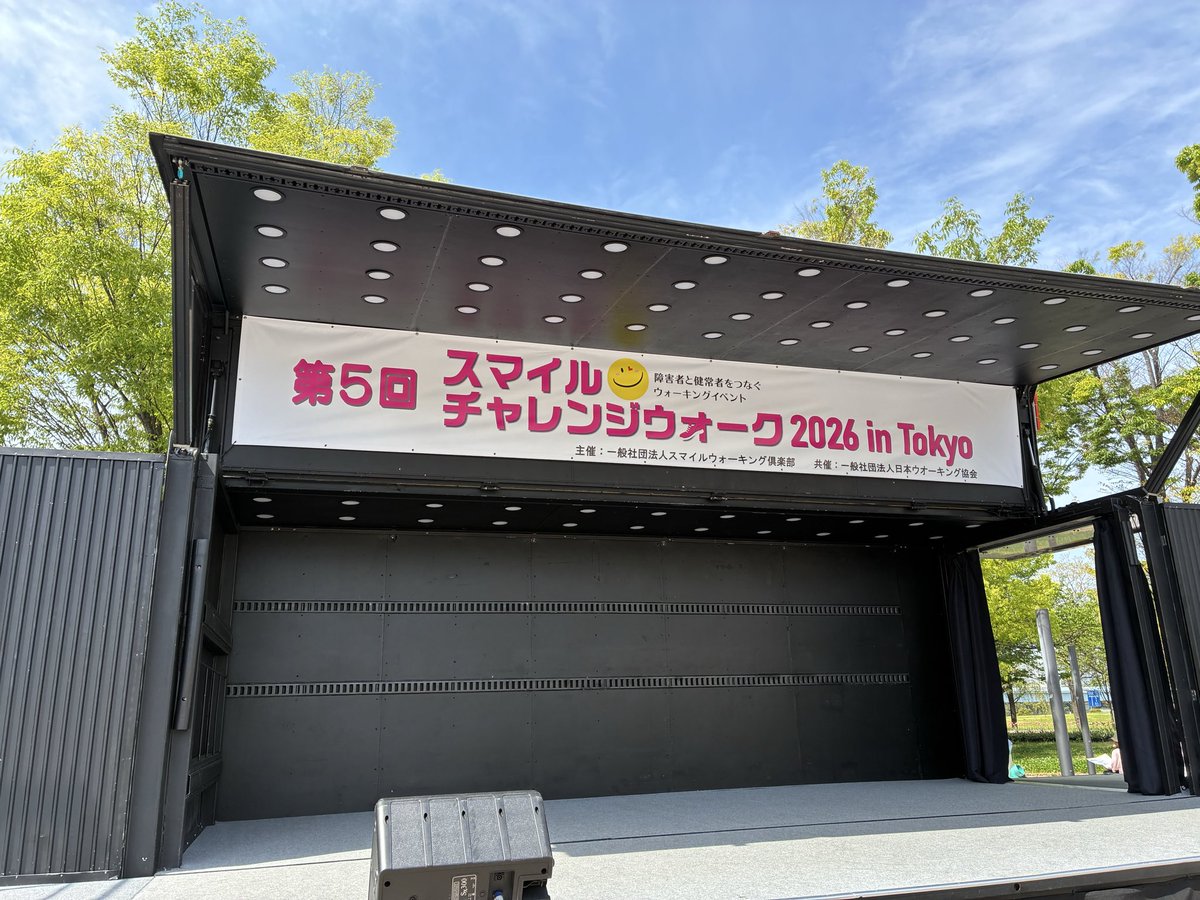 第5回
スマイル
チャレンジウォーク 2026 in Tokyo
障害者と健常者をつなぐ
ウォーキングイベント
主催：一般社団法人スマイルウォーキング倶楽部　共催：一般社団法人日本ウオーキング協会